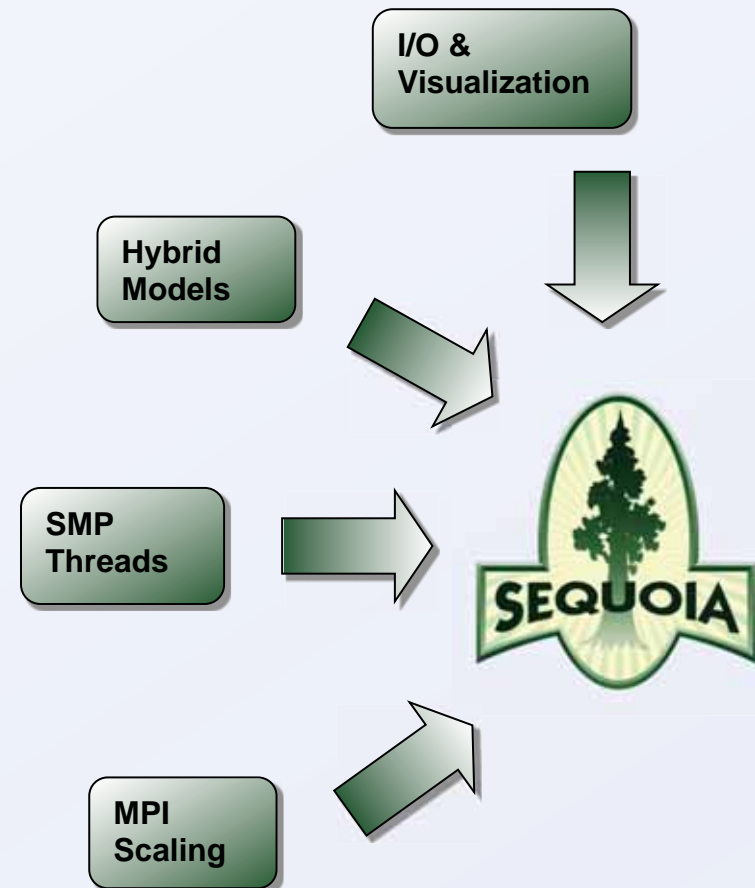 I/O &
Visualization
Hybrid
Models
SMP
Threads
SEQUOIA
MPI
Scaling